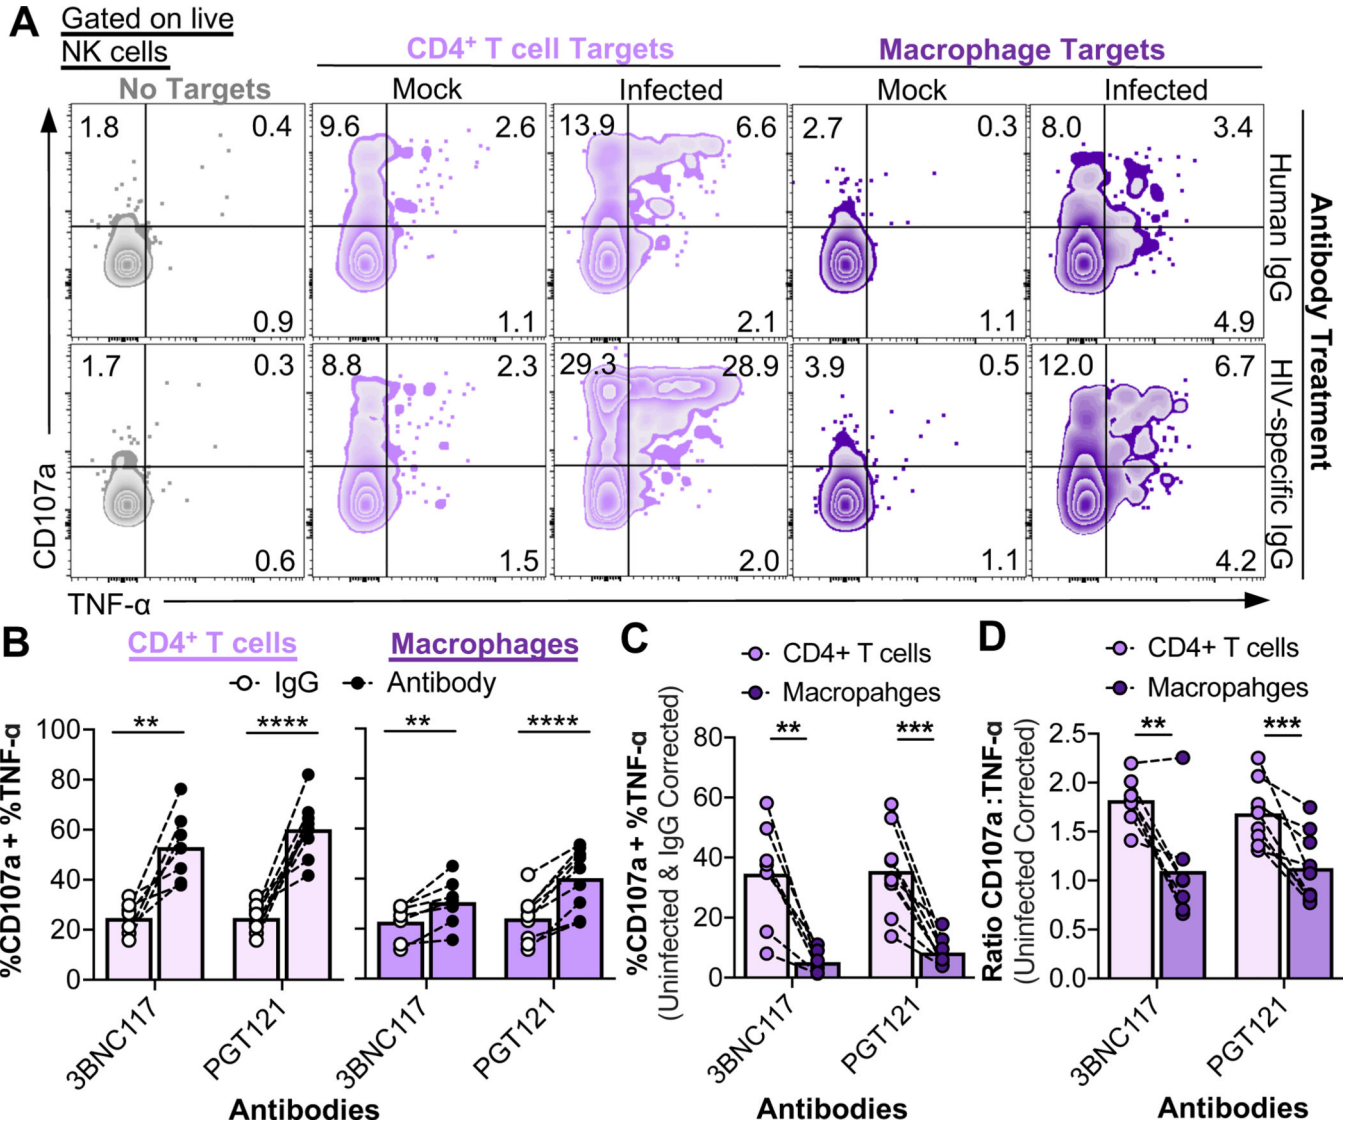 A
Gated on live
NK cells
CD4+ T cell Targets
Macrophage Targets
No Targets
Mock
Infected
Mock
Infected
1.8
0.4
9.6
2.6
13.9
6.6
2.7
0.3
8.0
3.4
0.9
1.1
2.1
1.1
4.9
Human IgG
1.7
0.3
8.8
2.3
29.3
28.9
3.9
0.5
12.0
6.7
0.6
1.5
2.0
1.1
4.2
HIV-specific IgG
Antibody Treatment
CD107a
TNF-α
B
CD4+ T cells
Macrophages
IgG
Antibody
%CD107a + %TNF-α
100
80
60
40
20
0
**
****
**
****
3BNC117
PGT121
3BNC117
PGT121
Antibodies
C
CD4+ T cells
Macropahges
%CD107a + %TNF-α
(Uninfected & IgG Corrected)
80
60
40
20
0
**
***
3BNC117
PGT121
Antibodies
D
CD4+ T cells
Macropahges
Ratio CD107a:TNF-α
(Uninfected Corrected)
2.5
2.0
1.5
1.0
0.5
0.0
**
***
3BNC117
PGT121
Antibodies